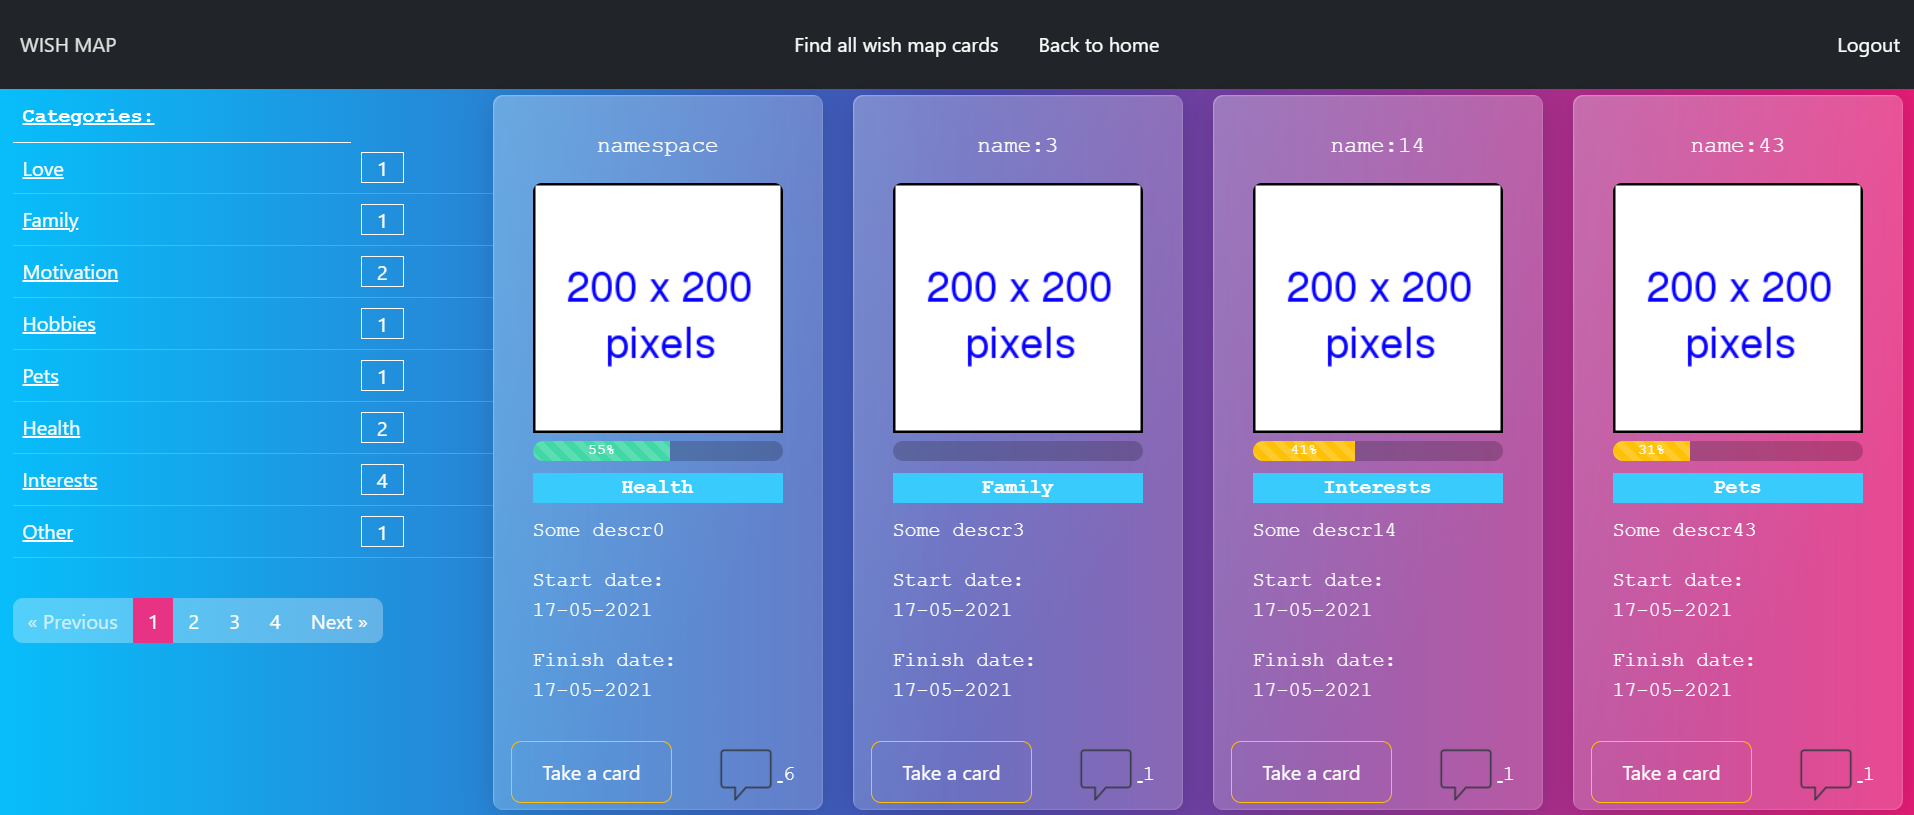 WISH MAP
Find all wish map cards
Back to home
Logout
Categories:
Love 1
Family 1
Motivation 2
Hobbies 1
Pets 1
Health 2
Interests 4
Other 1
« Previous 1 2 3 4 Next »
namespace
200 x 200
pixels
55%
Health
Some descr0
Start date:
17-05-2021
Finish date:
17-05-2021
Take a card
6
name:3
200 x 200
pixels
Family
Some descr3
Start date:
17-05-2021
Finish date:
17-05-2021
Take a card
1
name:14
200 x 200
pixels
41%
Interests
Some descr14
Start date:
17-05-2021
Finish date:
17-05-2021
Take a card
1
name:43
200 x 200
pixels
31%
Pets
Some descr43
Start date:
17-05-2021
Finish date:
17-05-2021
Take a card
1